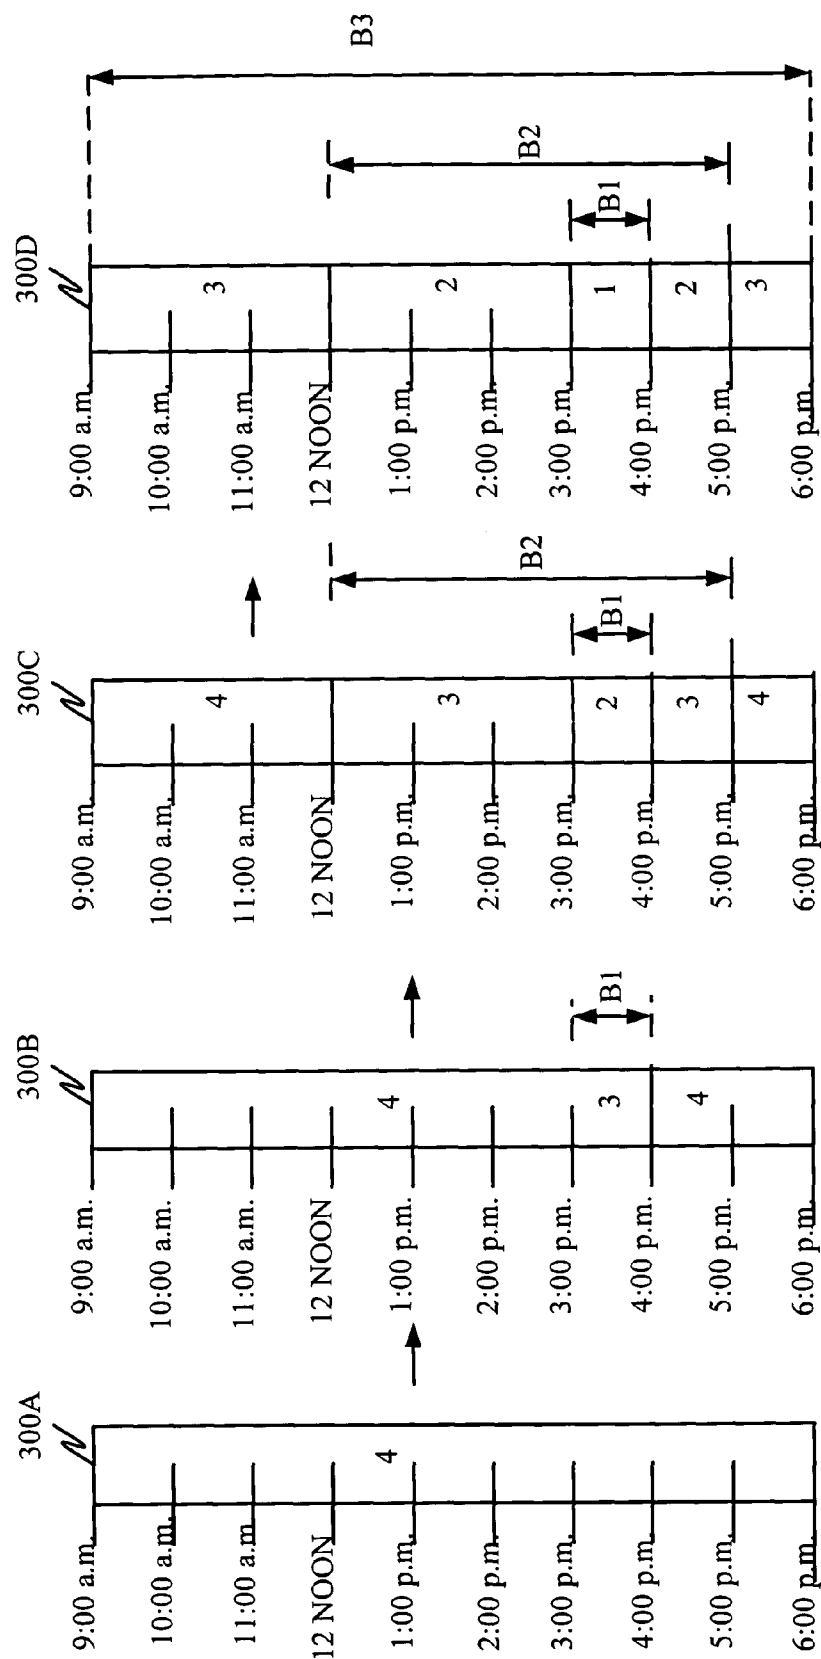 300A
9:00 a.m.
10:00 a.m.
11:00 a.m.
12 NOON
1:00 p.m.
2:00 p.m.
3:00 p.m.
4:00 p.m.
5:00 p.m.
6:00 p.m.
4
300B
9:00 a.m.
10:00 a.m.
11:00 a.m.
12 NOON
1:00 p.m.
2:00 p.m.
3:00 p.m.
4:00 p.m.
5:00 p.m.
6:00 p.m.
4
3
4
B1
300C
9:00 a.m.
10:00 a.m.
11:00 a.m.
12 NOON
1:00 p.m.
2:00 p.m.
3:00 p.m.
4:00 p.m.
5:00 p.m.
6:00 p.m.
4
3
2
3
4
B1
B2
300D
9:00 a.m.
10:00 a.m.
11:00 a.m.
12 NOON
1:00 p.m.
2:00 p.m.
3:00 p.m.
4:00 p.m.
5:00 p.m.
6:00 p.m.
3
2
1
2
3
B1
B2
B3